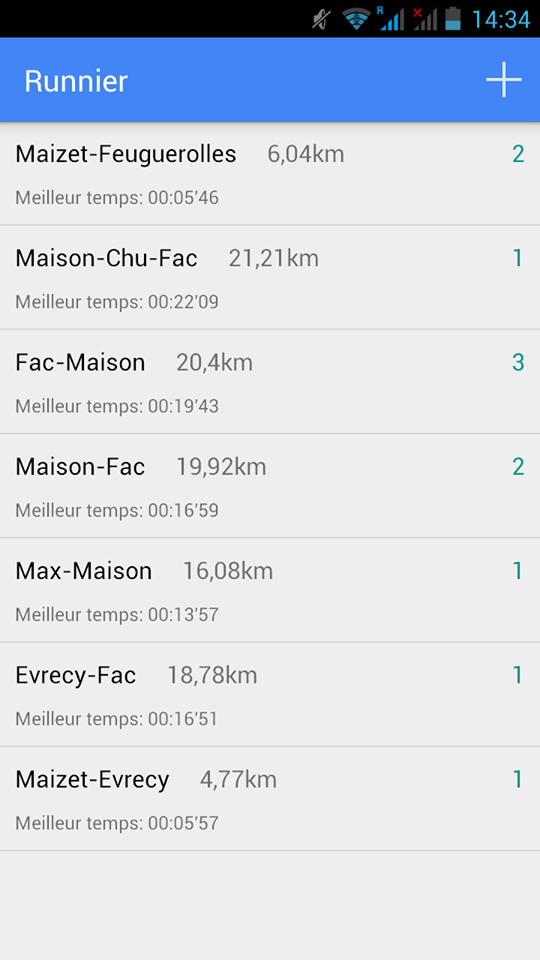 R 14:34
Runnier
Maizet-Feuguerolles 6,04km 2
Meilleur temps: 00:05'46
Maison-Chu-Fac 21,21km 1
Meilleur temps: 00:22'09
Fac-Maison 20,4km 3
Meilleur temps: 00:19'43
Maison-Fac 19,92km 2
Meilleur temps: 00:16'59
Max-Maison 16,08km 1
Meilleur temps: 00:13'57
Evrecy-Fac 18,78km 1
Meilleur temps: 00:16'51
Maizet-Evrecy 4,77km 1
Meilleur temps: 00:05'57